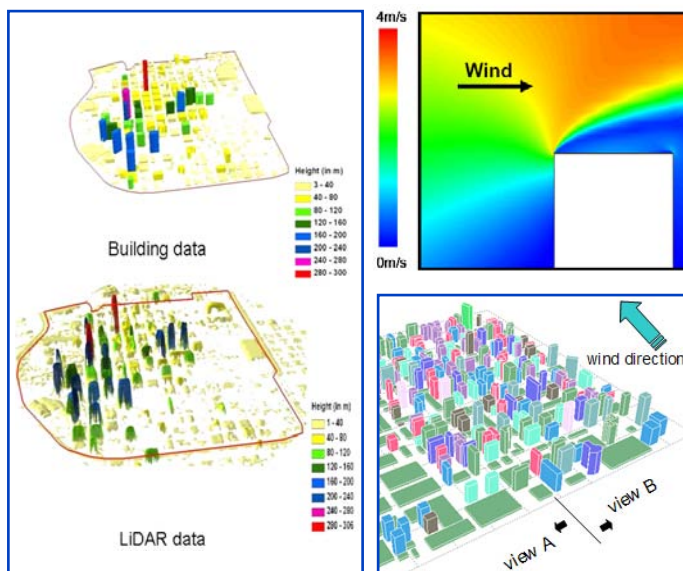 Height (in m)
3 - 40
40 - 80
80 - 120
120 - 160
160 - 200
200 - 240
240 - 280
280 - 300
Building data
Height (in m)
1 - 40
40 - 80
80 - 120
120 - 160
160 - 200
200 - 240
240 - 280
280 - 306
LiDAR data
4m/s
Wind
0m/s
wind direction
view A
view B